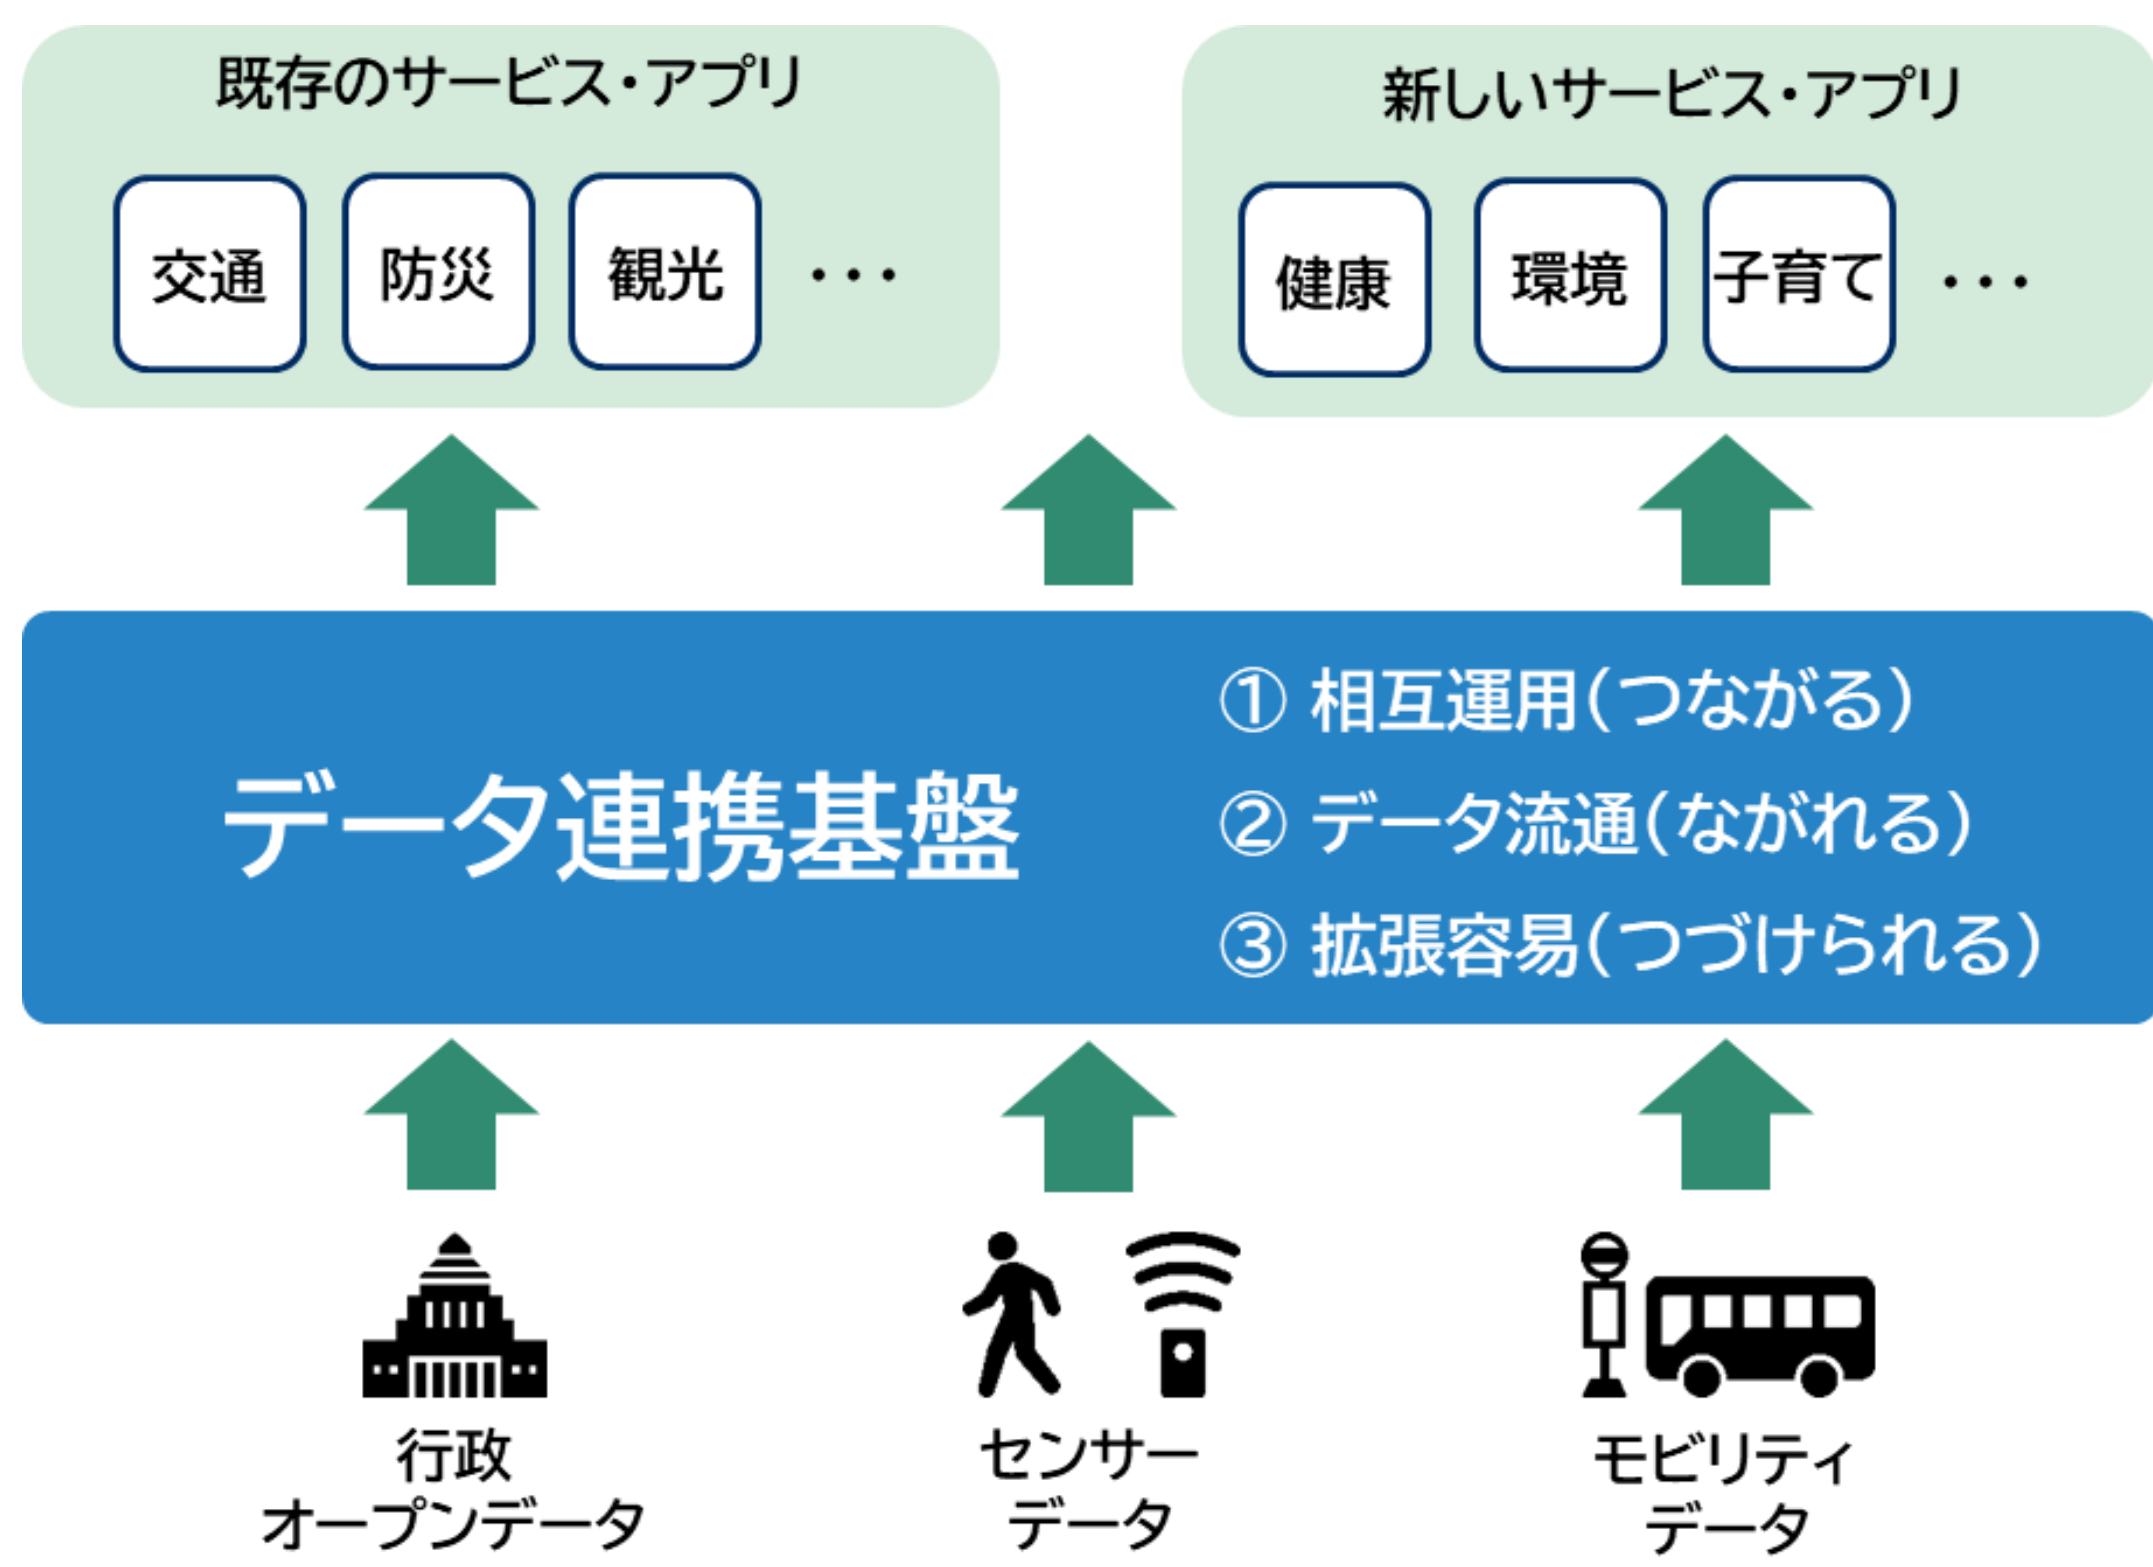 既存のサービス・アプリ
交通
防災
観光
・・・
新しいサービス・アプリ
健康
環境
子育て
・・・
データ連携基盤
① 相互運用(つながる)
② データ流通(ながれる)
③ 拡張容易(つづけられる)
行政
オープンデータ
センサー
データ
モビリティ
データ